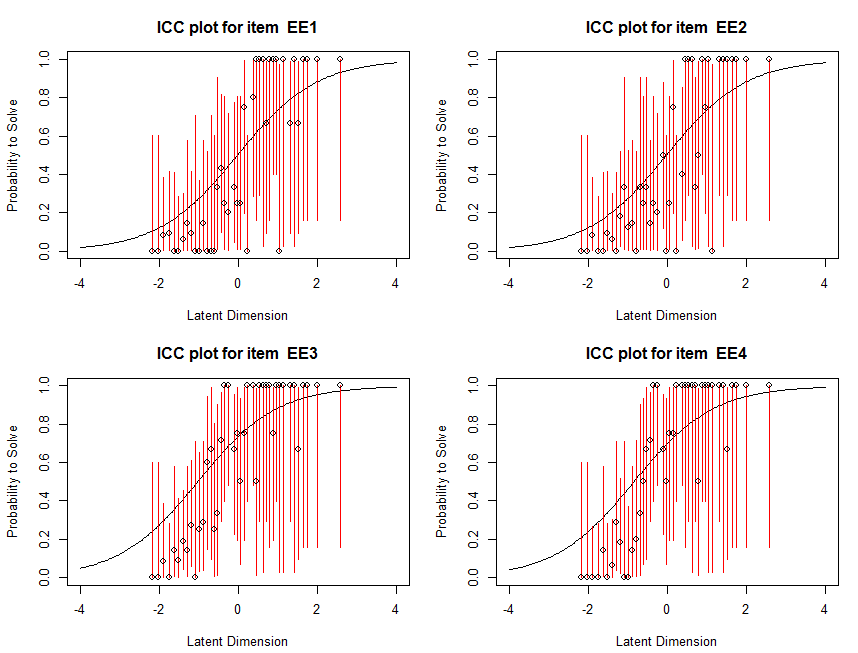 ICC plot for item  EE1
Probability to Solve
1.0
0.8
0.6
0.4
0.2
0.0
-4 -2 0 2 4
Latent Dimension
ICC plot for item  EE2
Probability to Solve
1.0
0.8
0.6
0.4
0.2
0.0
-4 -2 0 2 4
Latent Dimension
ICC plot for item  EE3
Probability to Solve
1.0
0.8
0.6
0.4
0.2
0.0
-4 -2 0 2 4
Latent Dimension
ICC plot for item  EE4
Probability to Solve
1.0
0.8
0.6
0.4
0.2
0.0
-4 -2 0 2 4
Latent Dimension